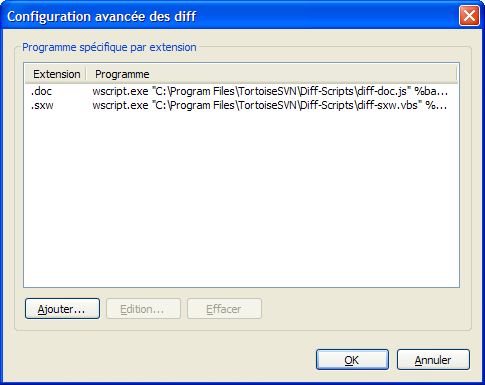 Configuration avancée des diff
Programme spécifique par extension
Extension Programme
.doc wscript.exe "C:\Program Files\TortoiseSVN\Diff-Scripts\diff-doc.js" %ba...
.sxw wscript.exe "C:\Program Files\TortoiseSVN\Diff-Scripts\diff-sxw.vbs" %...
Ajouter... Edition... Effacer
OK Annuler